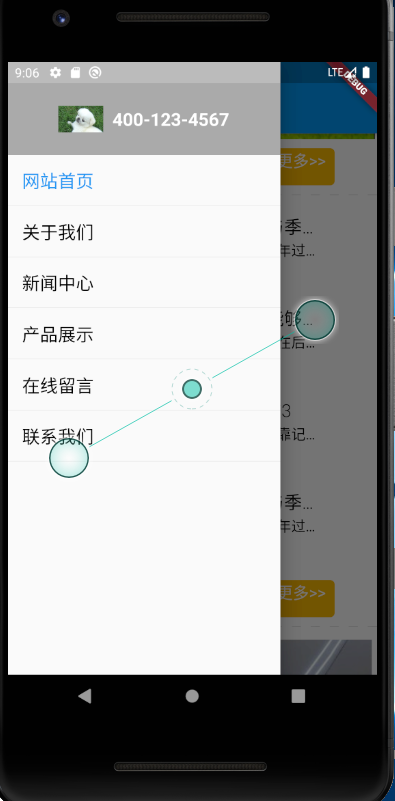 9:06 LTE
DEBUG
400-123-4567
网站首页
关于我们
新闻中心
产品展示
在线留言
联系我们
更多>>
季...
年过...
能够...
在后...
3
靠记...
季...
年过...
更多>>